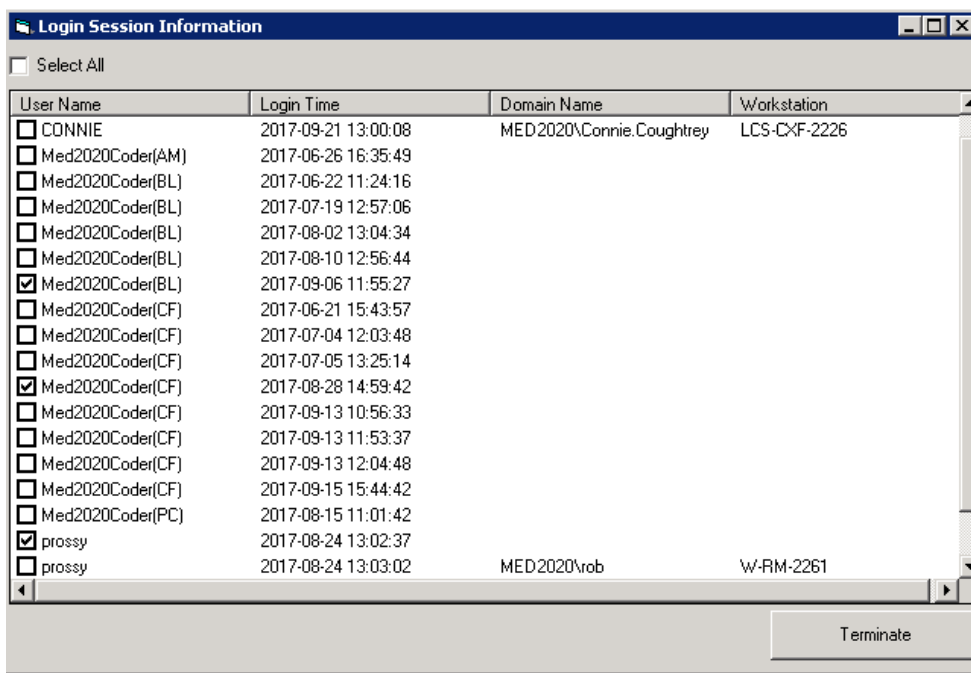 Login Session Information
Select All
User Name Login Time Domain Name Workstation
CONNIE 2017-09-21 13:00:08 MED2020\Connie.Coughtrey LCS-CXF-2226
Med2020Coder(AM) 2017-06-26 16:35:49
Med2020Coder(BL) 2017-06-22 11:24:16
Med2020Coder(BL) 2017-07-19 12:57:06
Med2020Coder(BL) 2017-08-02 13:04:34
Med2020Coder(BL) 2017-08-10 12:56:44
Med2020Coder(BL) 2017-09-06 11:55:27
Med2020Coder(CF) 2017-06-21 15:43:57
Med2020Coder(CF) 2017-07-04 12:03:48
Med2020Coder(CF) 2017-07-05 13:25:14
Med2020Coder(CF) 2017-08-28 14:59:42
Med2020Coder(CF) 2017-09-13 10:56:33
Med2020Coder(CF) 2017-09-13 11:53:37
Med2020Coder(CF) 2017-09-13 12:04:48
Med2020Coder(CF) 2017-09-15 15:44:42
Med2020Coder(PC) 2017-08-15 11:01:42
prossy 2017-08-24 13:02:37
prossy 2017-08-24 13:03:02 MED2020\rob W-RM-2261
Terminate